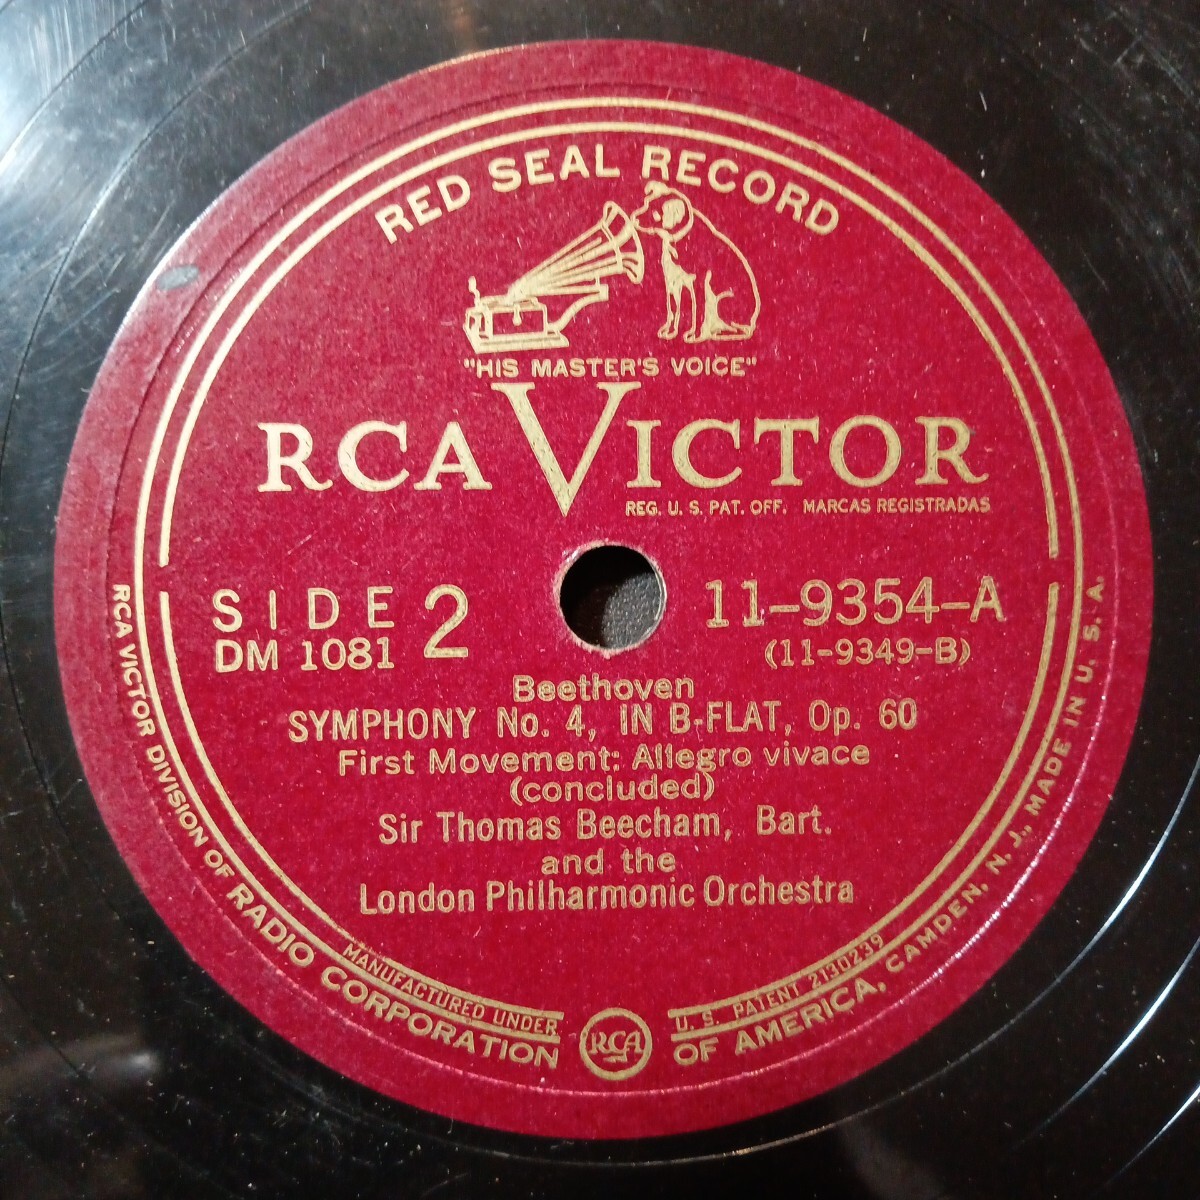 RED SEAL RECORD
"HIS MASTER'S VOICE"
RCA VICTOR
REG. U. S. PAT. OFF. MARCAS REGISTRADAS
SIDE 2
DM 1081
11-9354-A
(11-9349-B)
Beethoven
SYMPHONY No. 4, IN B-FLAT, Op. 60
First Movement: Allegro vivace
(concluded)
Sir Thomas Beecham, Bart.
and the
London Philharmonic Orchestra
MANUFACTURED UNDER U. S. PATENT 2130239
RCA VICTOR DIVISION OF RADIO CORPORATION OF AMERICA, CAMDEN, N. J., MADE IN U. S. A.
RCA